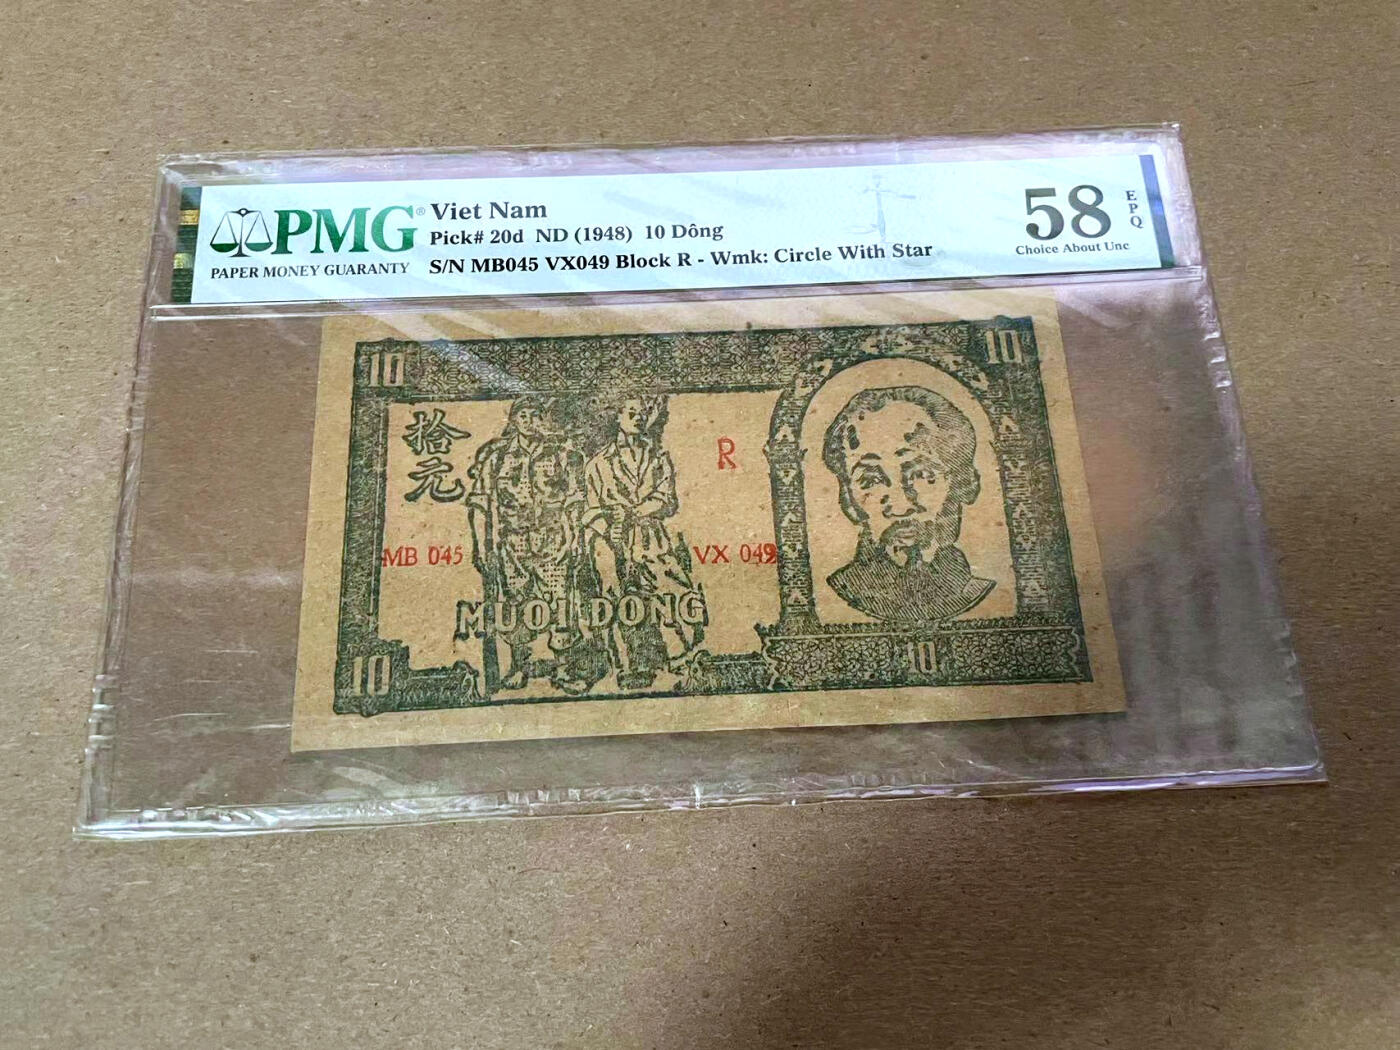 PMG®
PAPER MONEY GUARANTY
Viet Nam
Pick# 20d ND (1948) 10 Dông
S/N MB045 VX049 Block R - Wmk: Circle With Star
58
EPQ
Choice About Unc
10
10
拾
元
R
MB 045
VX 049
MUOI DONG
10
10